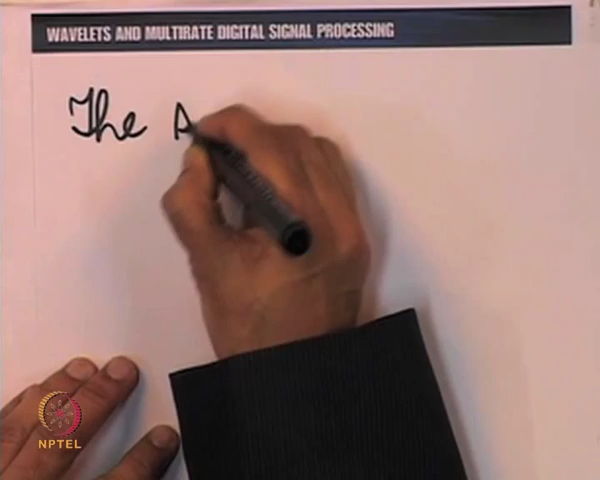 WAVELETS AND MULTIRATE DIGITAL SIGNAL PROCESSING
The
NPTEL